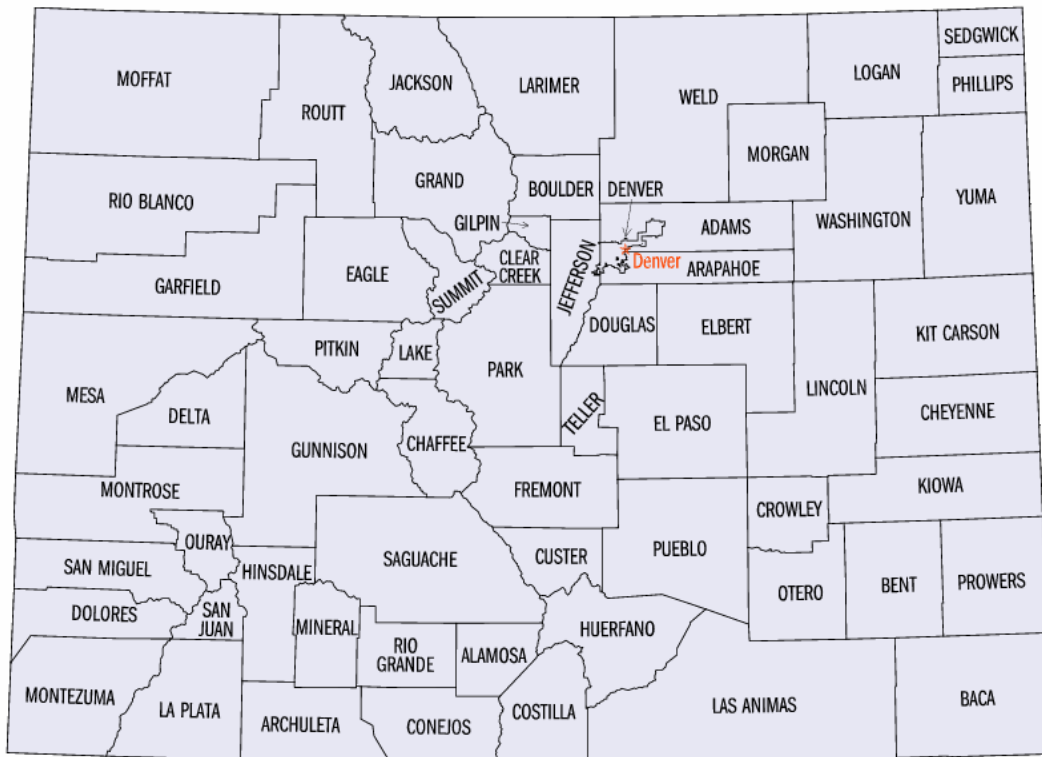 SEDGWICK
MOFFAT
JACKSON
LARIMER
LOGAN
PHILLIPS
ROUTT
WELD
MORGAN
GRAND
BOULDER
DENVER
RIO BLANCO
YUMA
GILPIN
WASHINGTON
ADAMS
CLEAR
CREEK
Denver
ARAPAHOE
EAGLE
SUMMIT
JEFFERSON
GARFIELD
DOUGLAS
ELBERT
KIT CARSON
PITKIN
LAKE
PARK
LINCOLN
MESA
DELTA
TELLER
CHEYENNE
EL PASO
GUNNISON
CHAFFEE
MONTROSE
FREMONT
KIOWA
CROWLEY
OURAY
SAGUACHE
CUSTER
PUEBLO
SAN MIGUEL
HINSDALE
OTERO
BENT
PROWERS
DOLORES
SAN
JUAN
MINERAL
HUERFANO
RIO
GRANDE
ALAMOSA
MONTEZUMA
LA PLATA
ARCHULETA
CONEJOS
COSTILLA
LAS ANIMAS
BACA